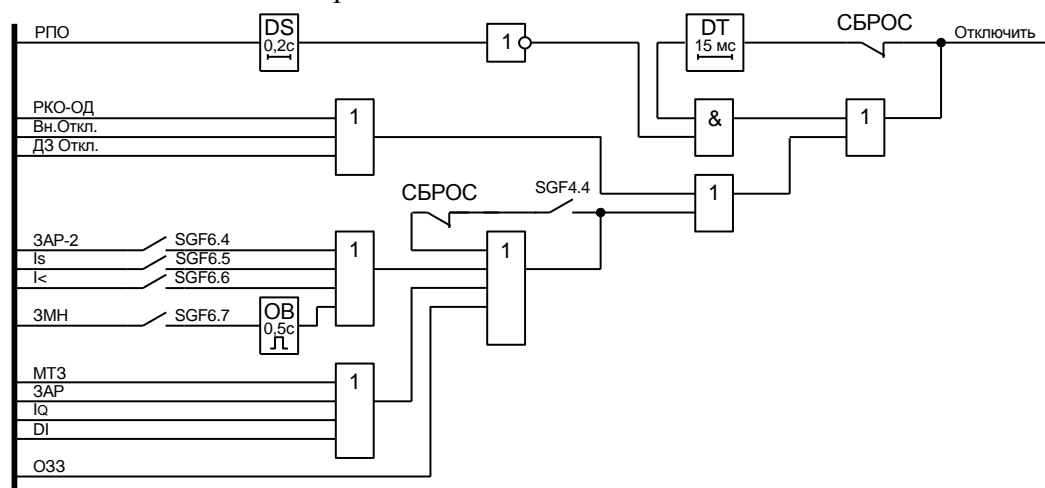 РПО
DS
0,2с
1
DT
15 мс
СБРОС
Отключить
РКО-ОД
Вн.Откл.
ДЗ Откл.
1
&
1
СБРОС
SGF4.4
1
ЗАР-2
SGF6.4
Is
SGF6.5
I<
SGF6.6
1
1
ЗМН
SGF6.7
ОВ
0,5с
МТЗ
ЗАР
IQ
DI
1
ОЗЗ